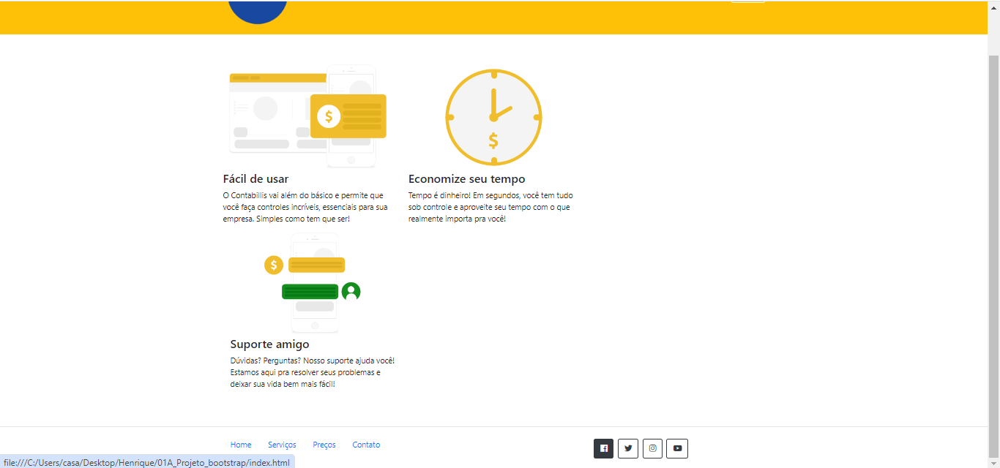 $
$
Fácil de usar
Economize seu tempo
O Contabillis vai além do básico e permite que
você faça controles incríveis, essenciais para sua
empresa. Simples como tem que ser!
Tempo é dinheiro! Em segundos, você tem tudo
sob controle e aproveite seu tempo com o que
realmente importa pra você!
$
Suporte amigo
Dúvidas? Perguntas? Nosso suporte ajuda você!
Estamos aqui pra resolver seus problemas e
deixar sua vida bem mais fácil!
Home Serviços Preços Contato
file:///C:/Users/casa/Desktop/Henrique/01A_Projeto_bootstrap/index.html